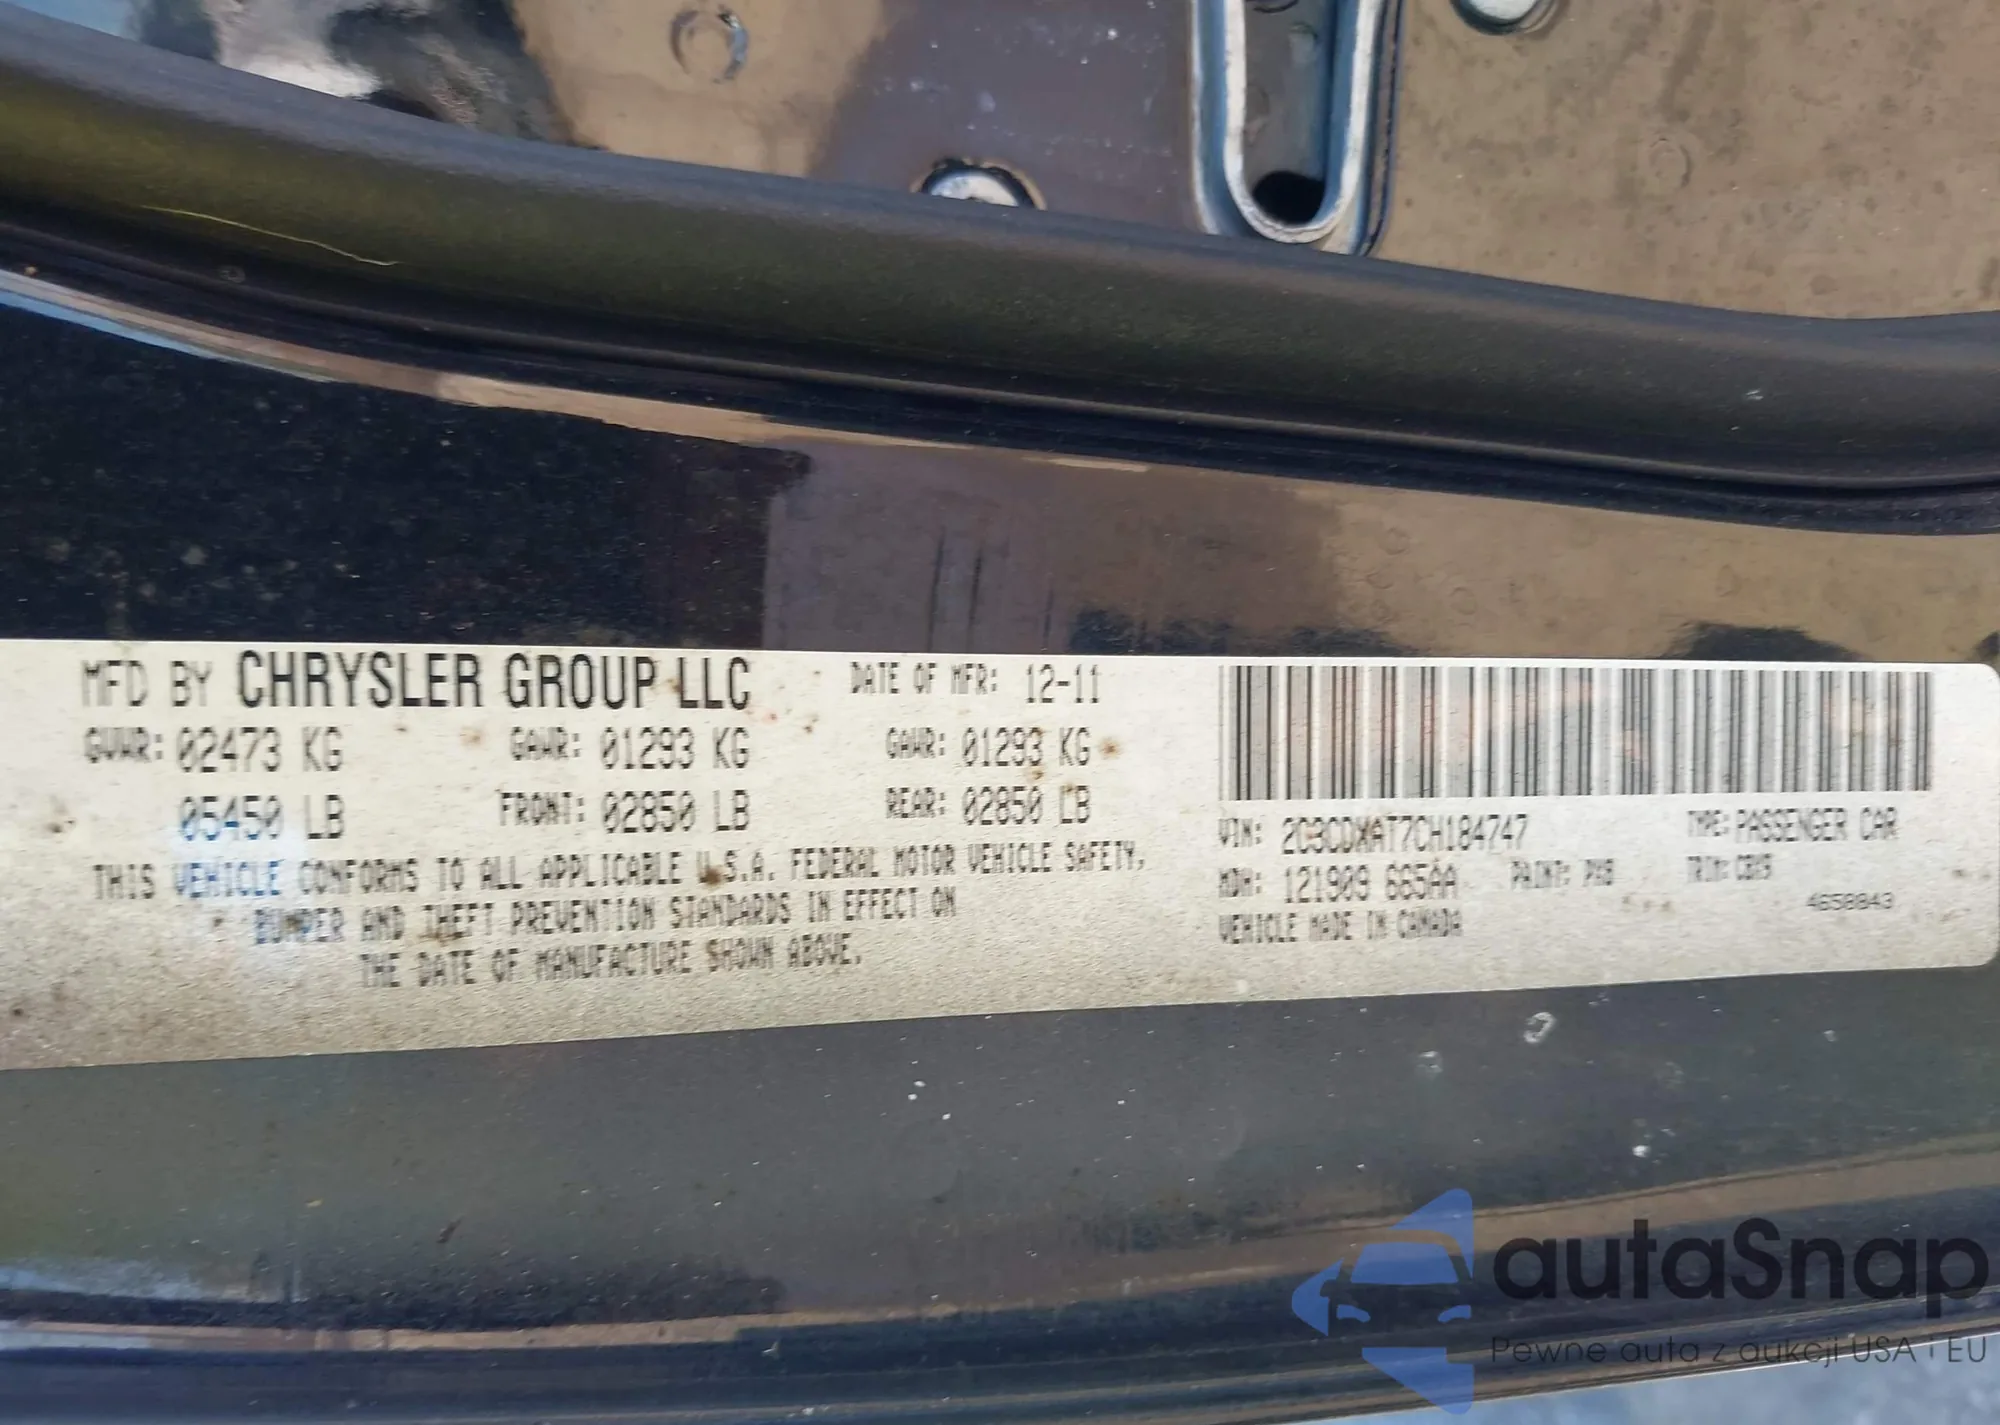 MFD BY CHRYSLER GROUP LLC DATE OF MFR: 12-11
GVWR: 02473 KG GAWR: 01293 KG GAWR: 01293 KG
05450 LB FRONT: 02850 LB REAR: 02850 LB
THIS VEHICLE CONFORMS TO ALL APPLICABLE U.S.A. FEDERAL MOTOR VEHICLE SAFETY,
BUMPER AND THEFT PREVENTION STANDARDS IN EFFECT ON
THE DATE OF MANUFACTURE SHOWN ABOVE.
VIN: 2C3CDXAT7CH184747 TYPE: PASSENGER CAR
MDH: 121909 665AA PAINT: PX8 TRIM:
VEHICLE MADE IN CANADA 4658843
autaSnap
Pewne auta z aukcji USA i EU